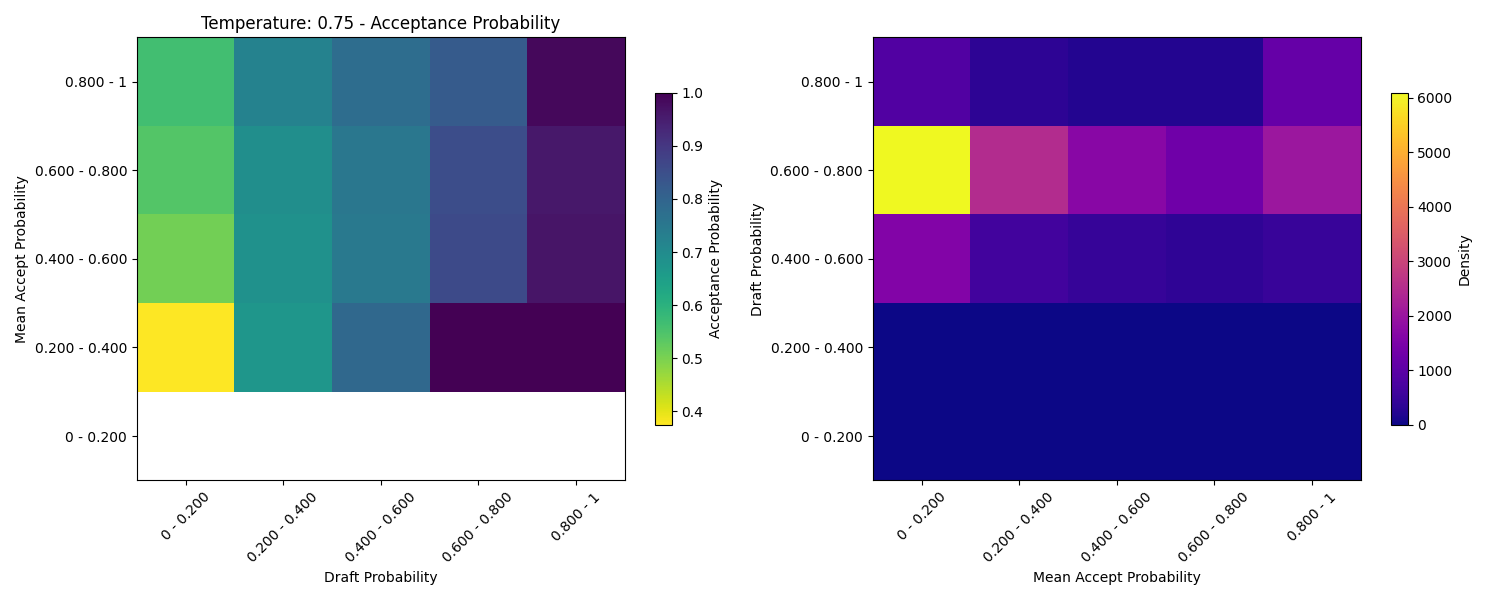 Temperature: 0.75 - Acceptance Probability
Mean Accept Probability
0.800 - 1
0.600 - 0.800
0.400 - 0.600
0.200 - 0.400
0 - 0.200
0 - 0.200
0.200 - 0.400
0.400 - 0.600
0.600 - 0.800
0.800 - 1
Draft Probability
1.0
0.9
0.8
0.7
0.6
0.5
0.4
Acceptance Probability
Draft Probability
0.800 - 1
0.600 - 0.800
0.400 - 0.600
0.200 - 0.400
0 - 0.200
0 - 0.200
0.200 - 0.400
0.400 - 0.600
0.600 - 0.800
0.800 - 1
Mean Accept Probability
6000
5000
4000
3000
2000
1000
0
Density